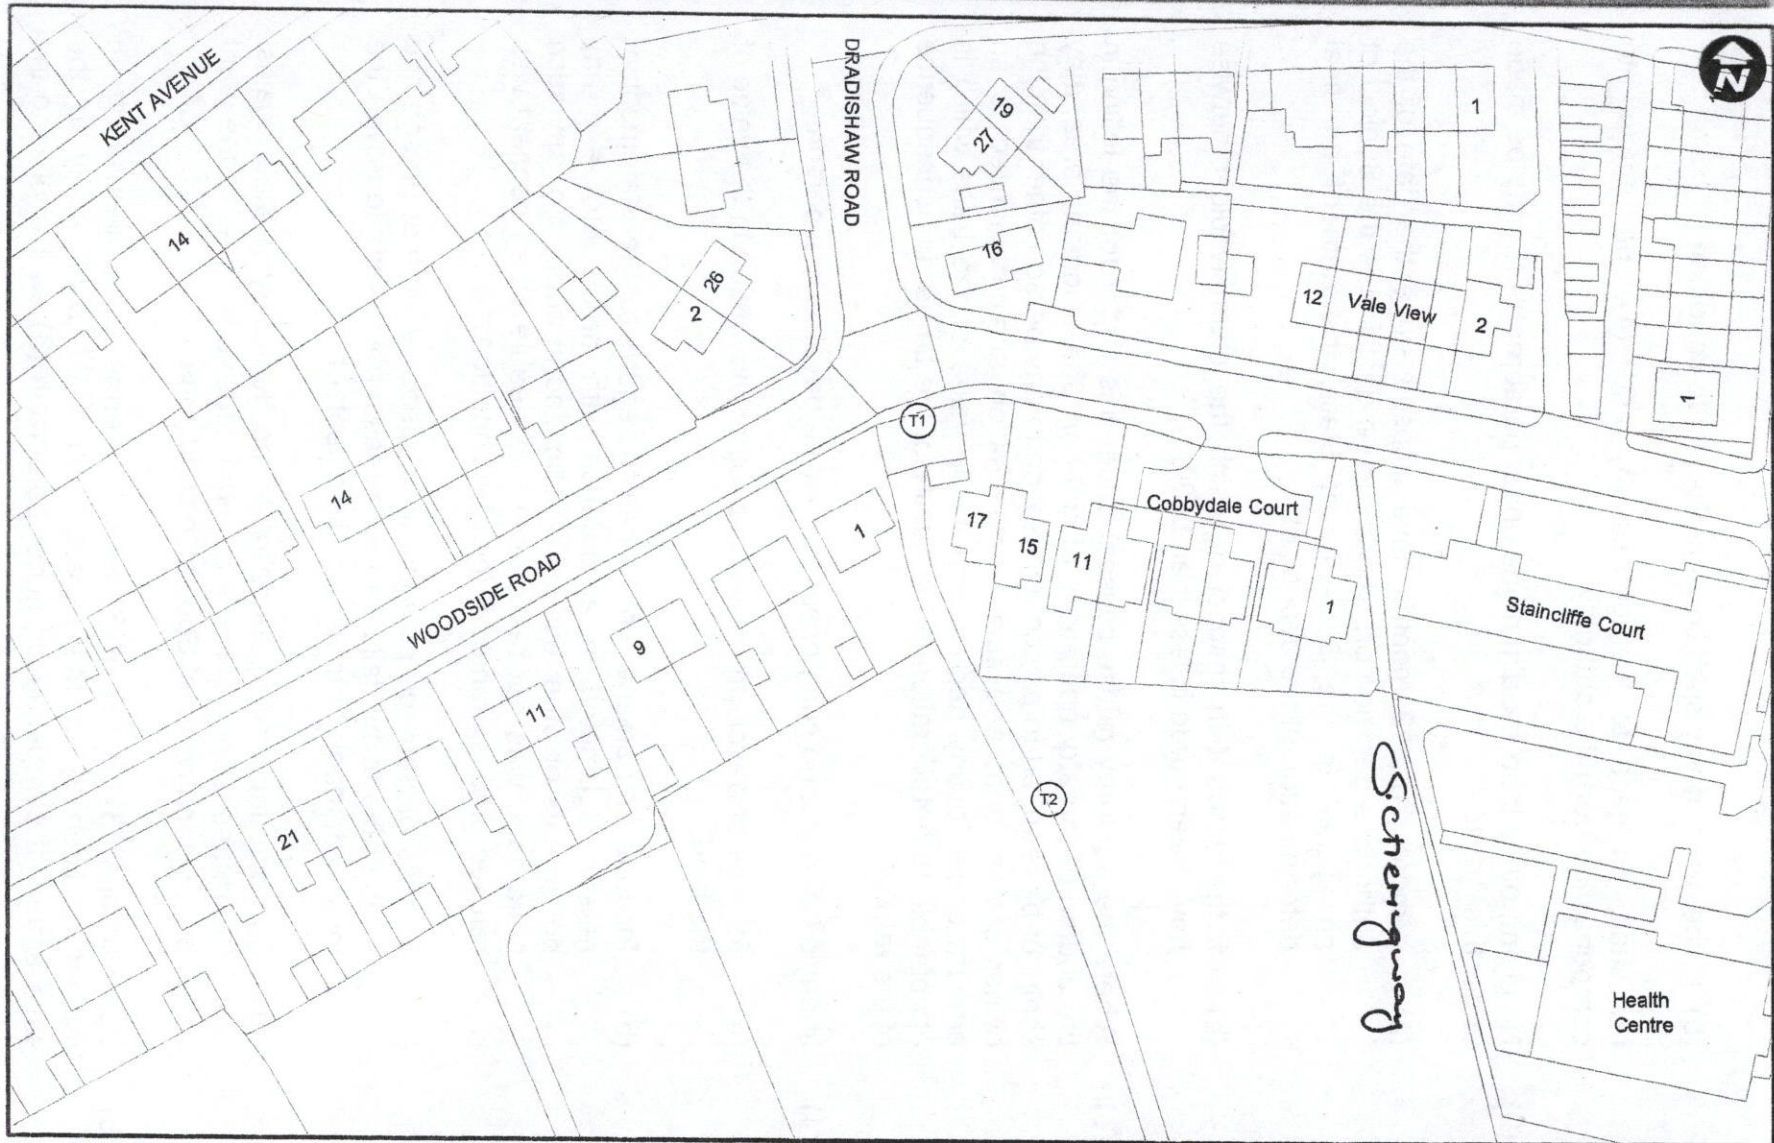 KENT AVENUE
DRADISHAW ROAD
N
19
27
1
14
16
26
2
12 Vale View 2
1
T1
14
Cobbydale Court
17
15
11
1
1
WOODSIDE ROAD
9
Staincliffe Court
11
T2
21
Health
Centre